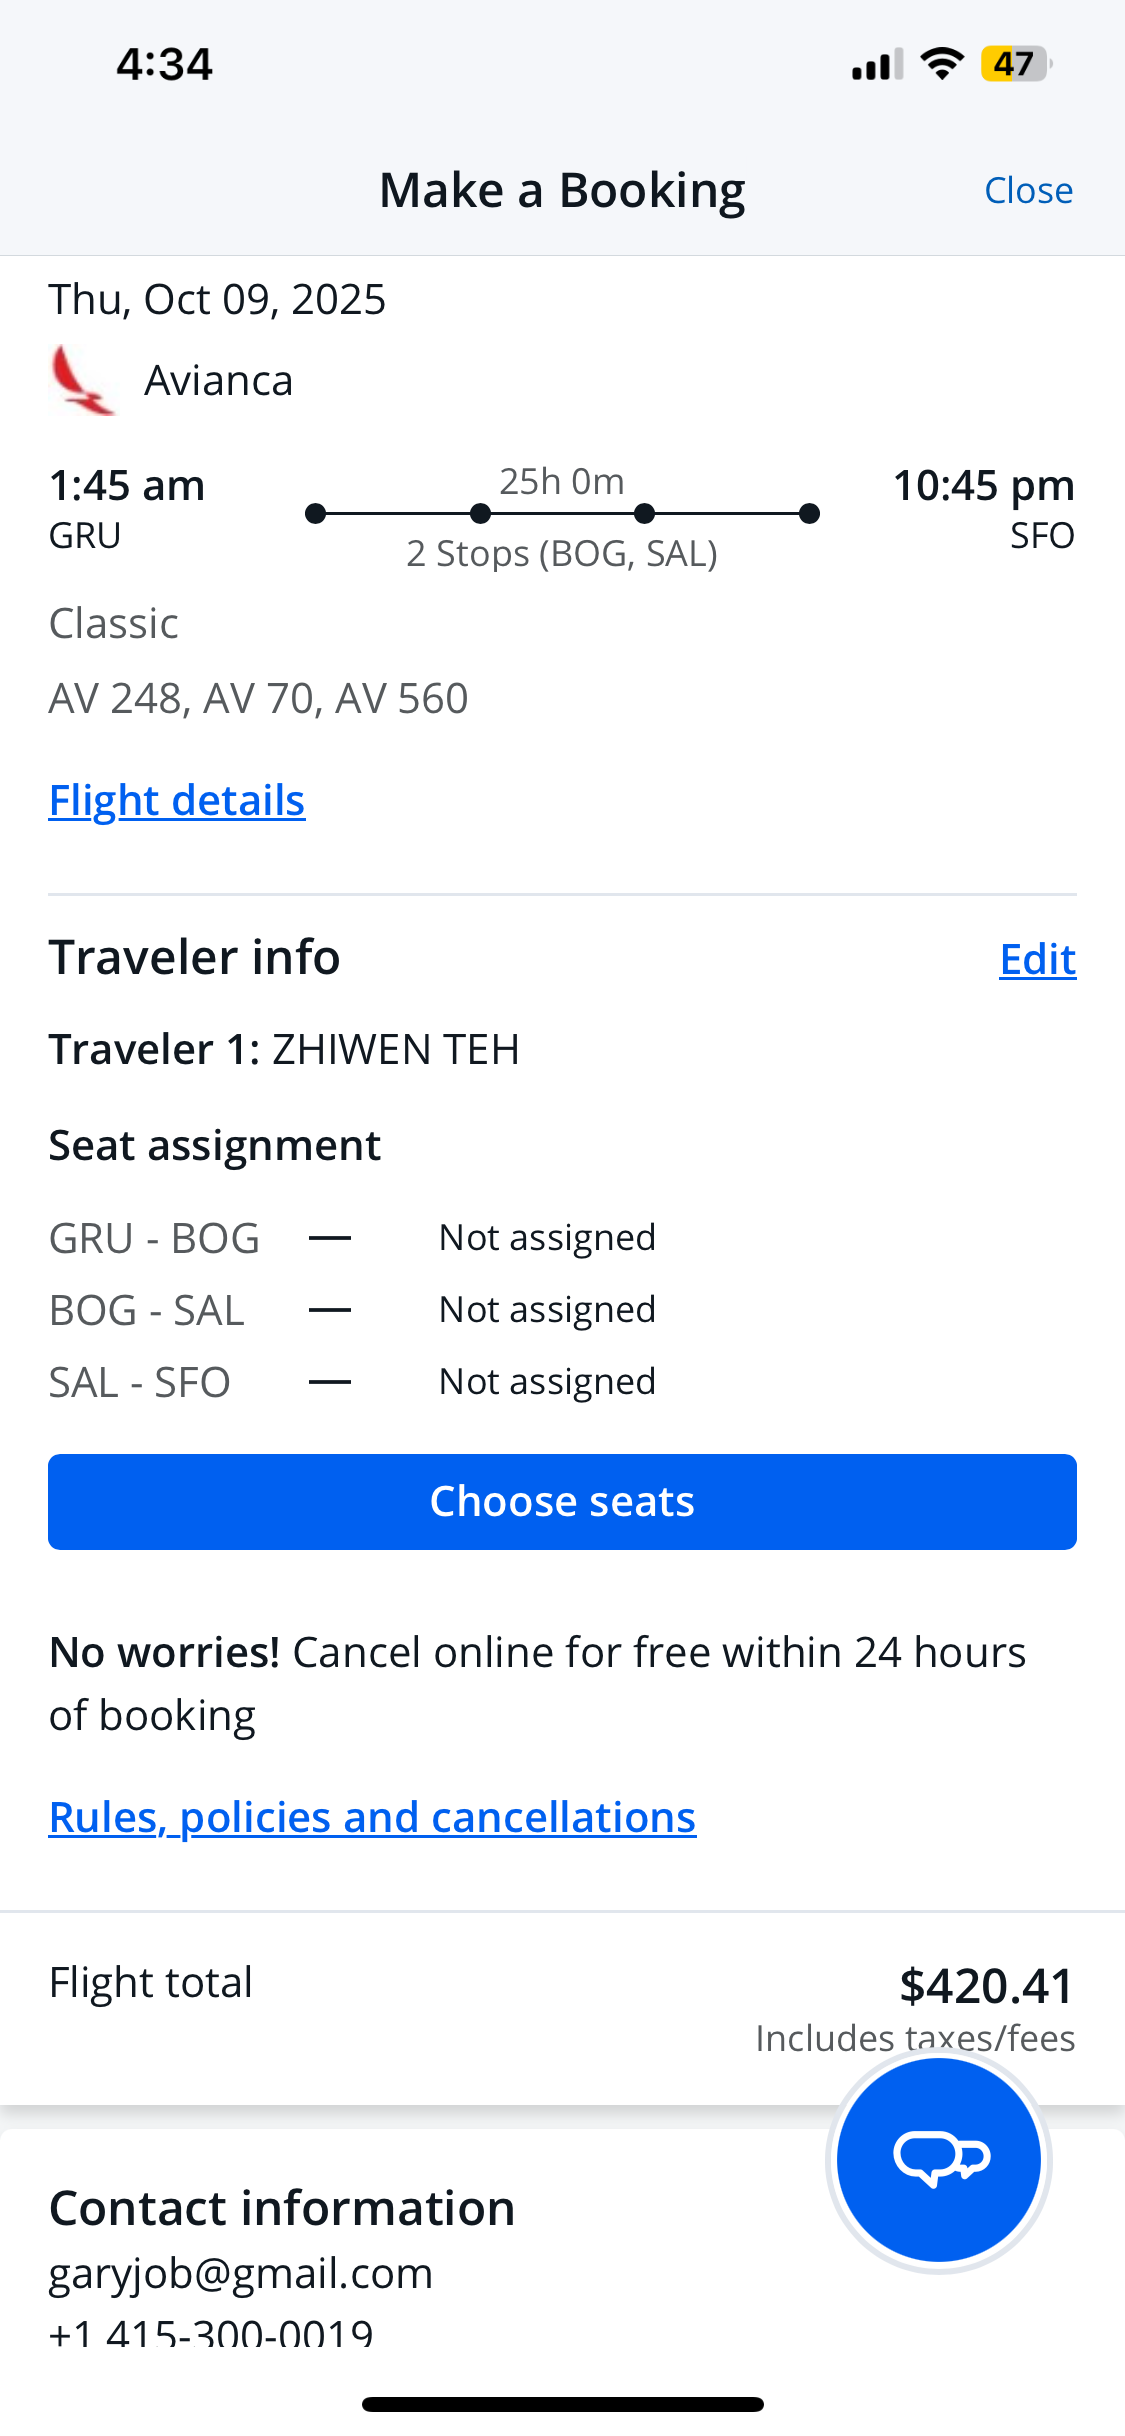 4:34
47
Make a Booking
Close
Thu, Oct 09, 2025
Avianca
1:45 am
25h 0m
10:45 pm
GRU
2 Stops (BOG, SAL)
SFO
Classic
AV 248, AV 70, AV 560
Flight details
Traveler info
Edit
Traveler 1: ZHIWEN TEH
Seat assignment
GRU - BOG — Not assigned
BOG - SAL — Not assigned
SAL - SFO — Not assigned
Choose seats
No worries! Cancel online for free within 24 hours
of booking
Rules, policies and cancellations
Flight total
$420.41
Includes taxes/fees
Contact information
garyjob@gmail.com
+1 415-300-0019